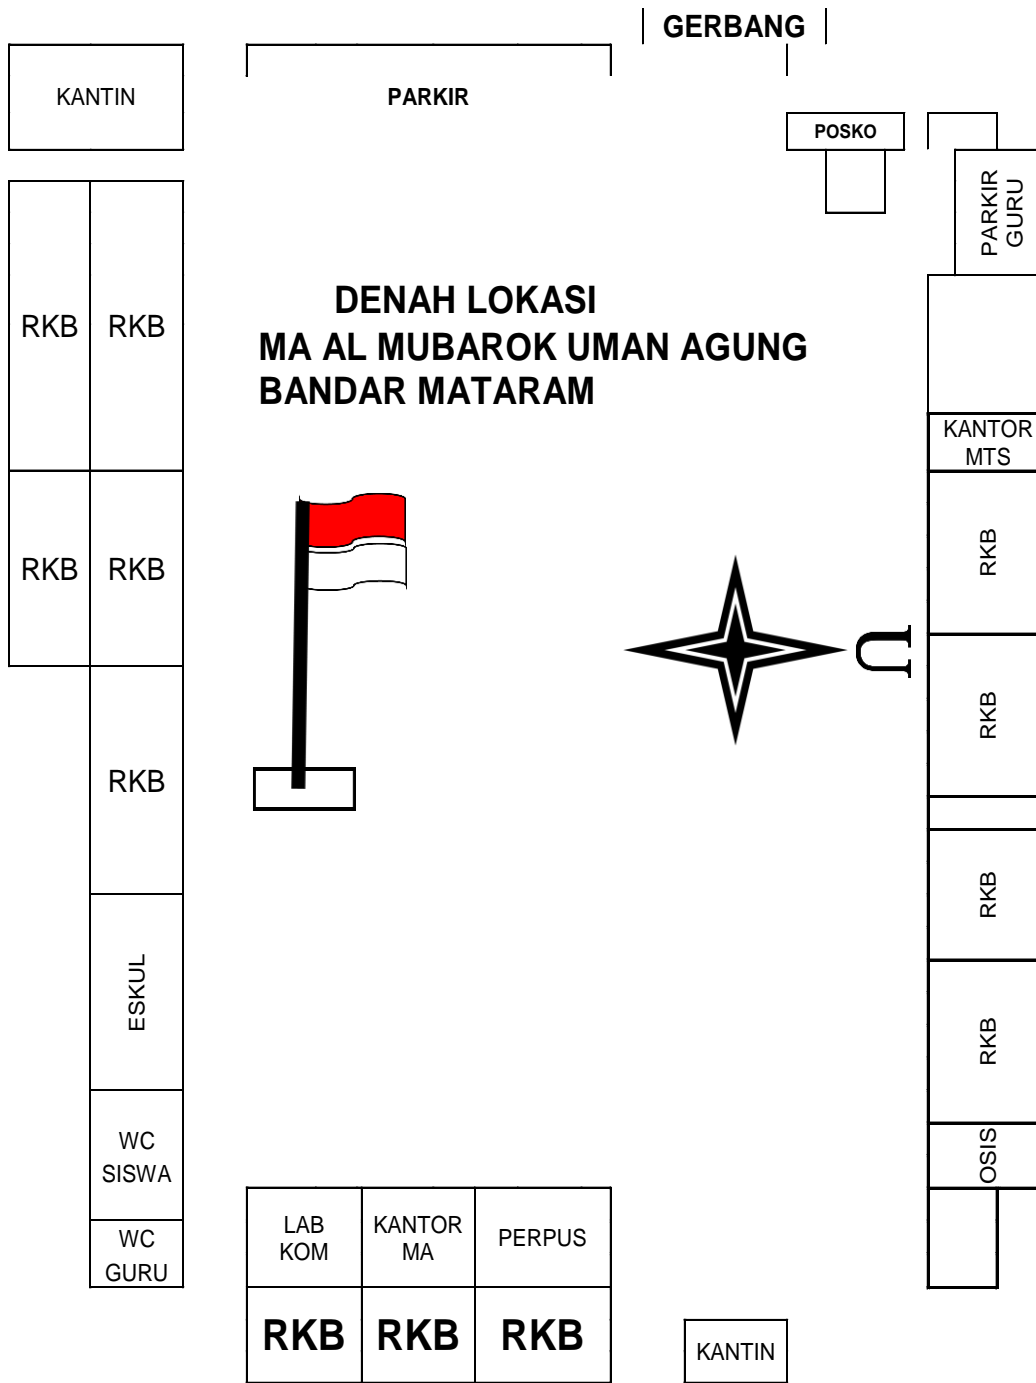 GERBANG
KANTIN
PARKIR
POSKO
PARKIR
GURU
RKB
RKB
DENAH LOKASI
MA AL MUBAROK UMAN AGUNG
BANDAR MATARAM
KANTOR
MTS
RKB
RKB
RKB
U
RKB
RKB
RKB
ESKUL
RKB
WC
SISWA
OSIS
WC
GURU
LAB
KOM
KANTOR
MA
PERPUS
RKB
RKB
RKB
KANTIN